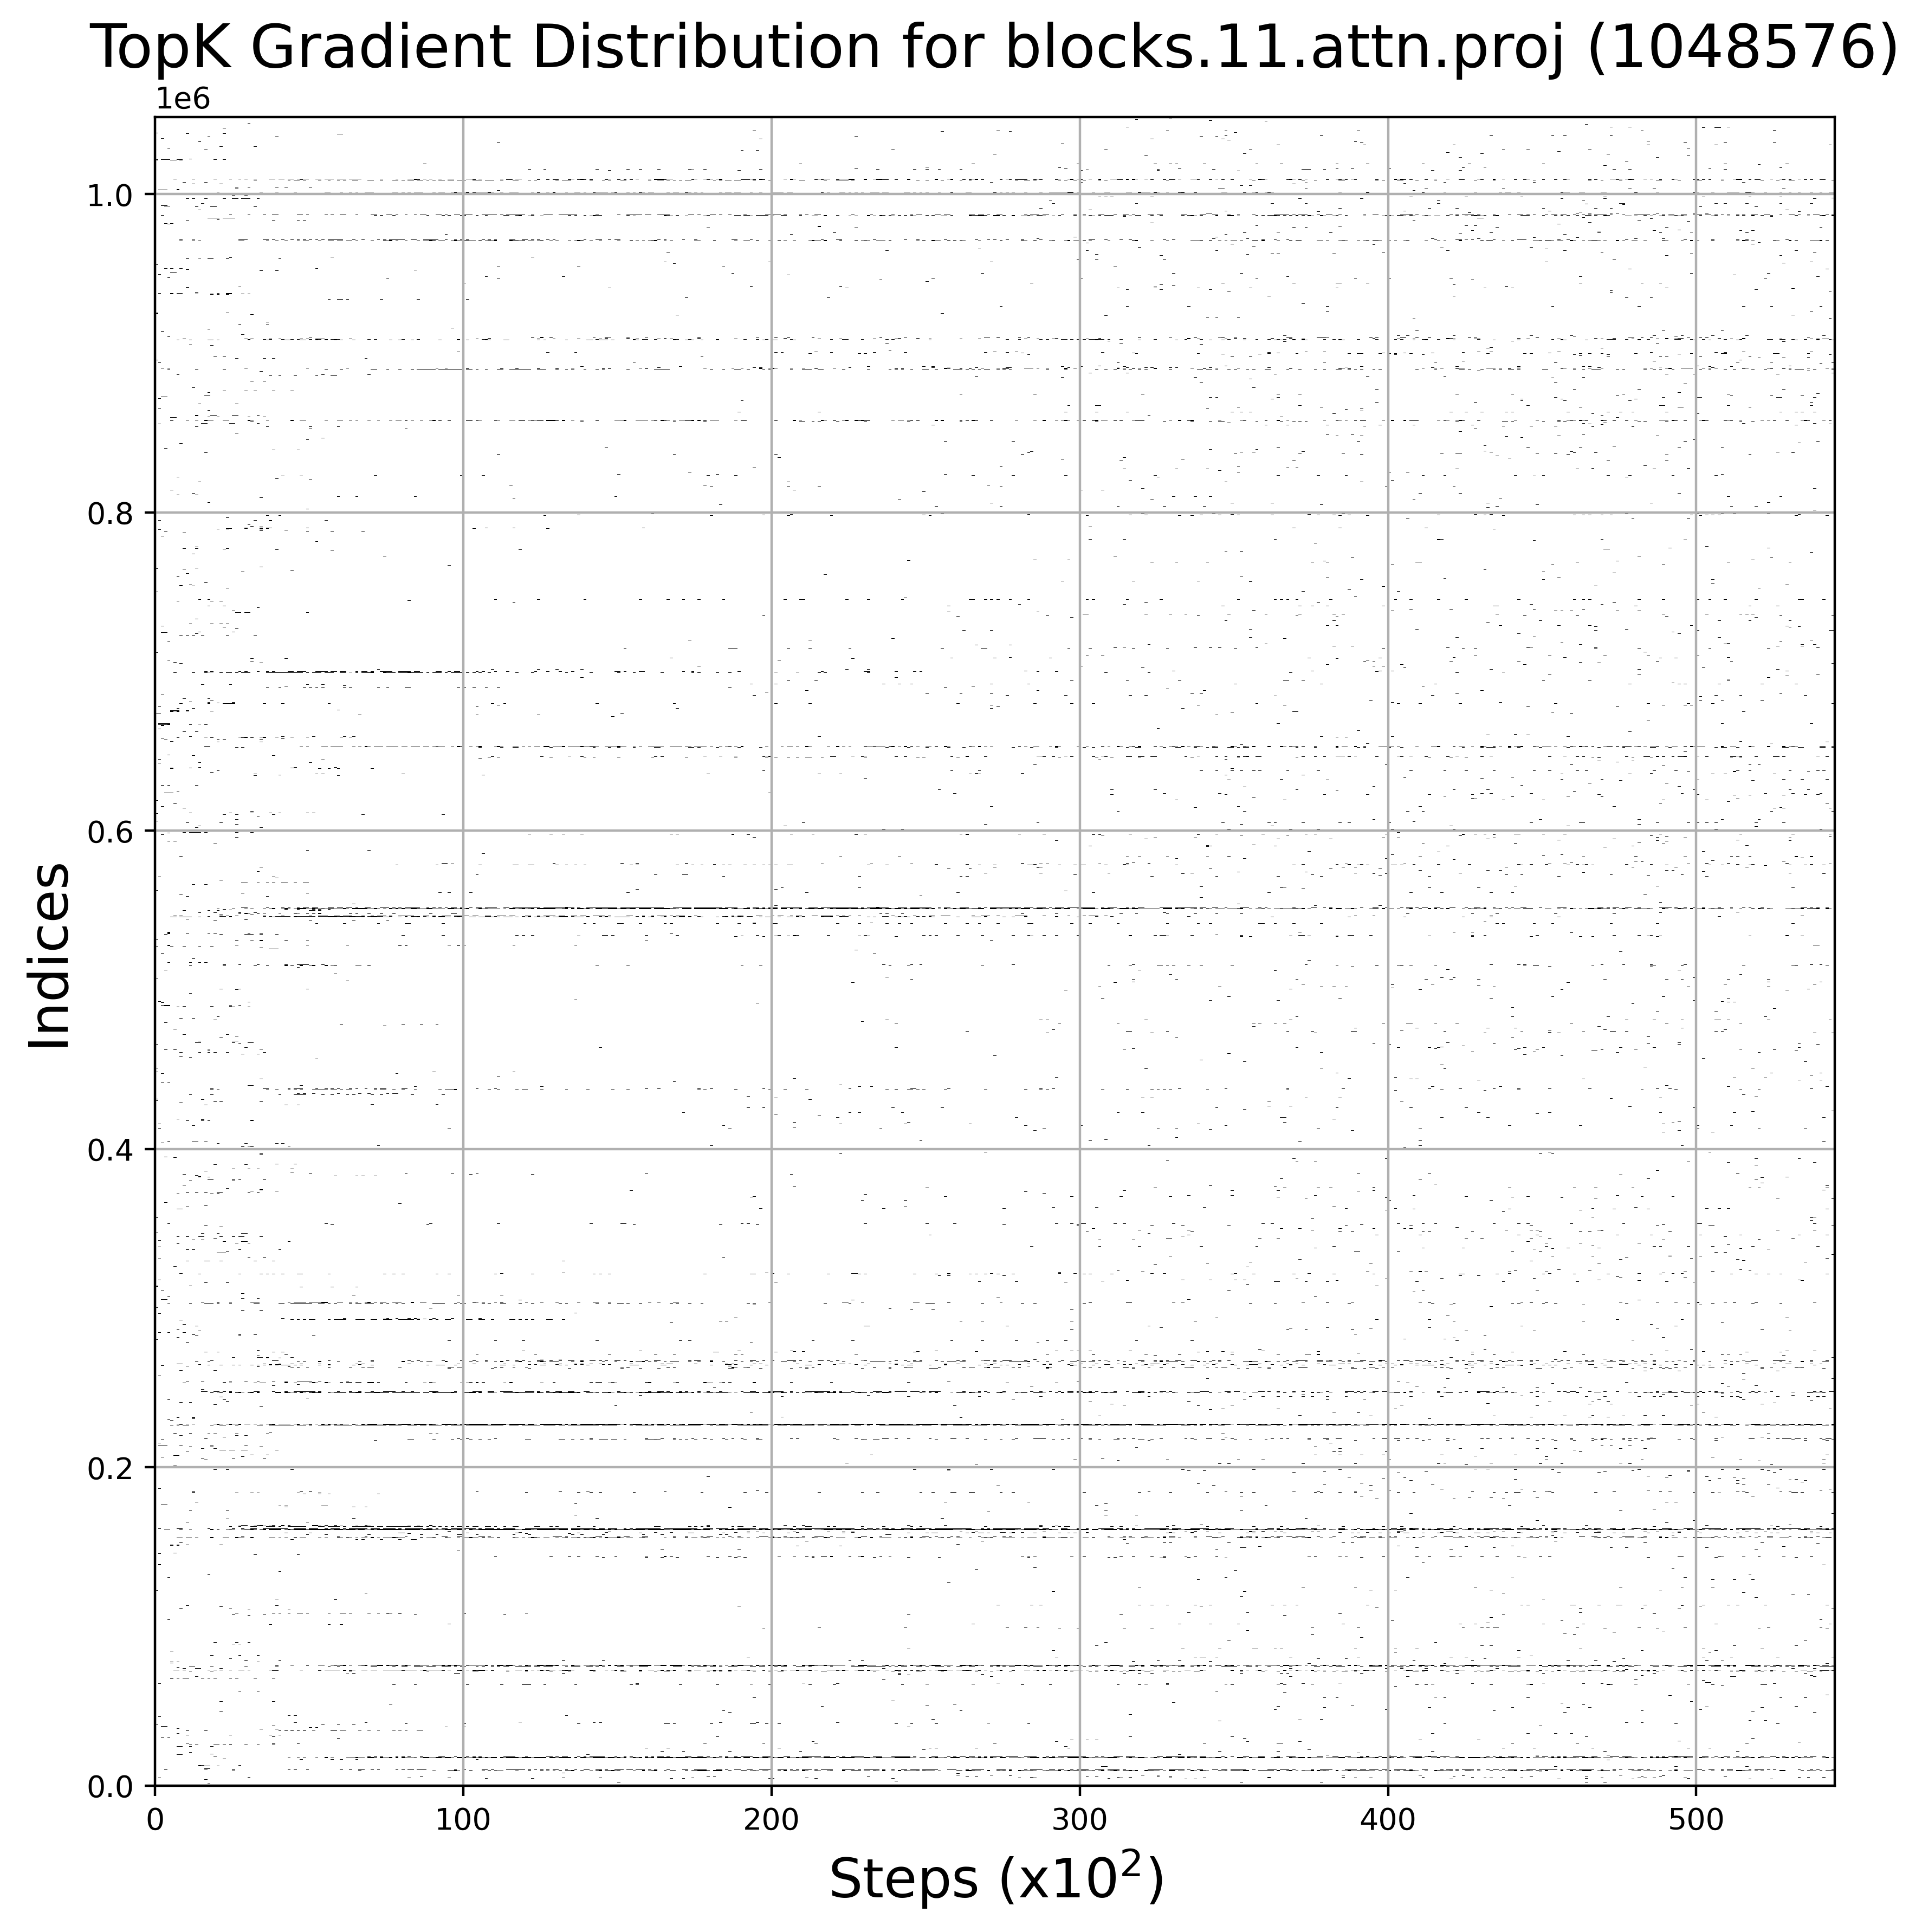 TopK Gradient Distribution for blocks.11.attn.proj (1048576)
1e6
1.0
0.8
0.6
0.4
0.2
0.0
Indices
0 100 200 300 400 500
Steps (x10²)